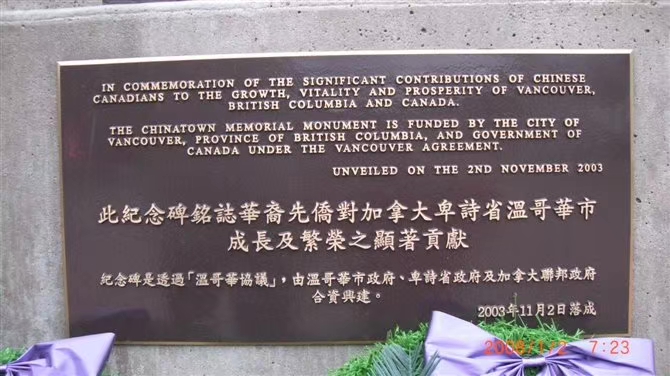 IN COMMEMORATION OF THE SIGNIFICANT CONTRIBUTIONS OF CHINESE
CANADIANS TO THE GROWTH, VITALITY AND PROSPERITY OF VANCOUVER,
BRITISH COLUMBIA AND CANADA.
THE CHINATOWN MEMORIAL MONUMENT IS FUNDED BY THE CITY OF
VANCOUVER, PROVINCE OF BRITISH COLUMBIA, AND GOVERNMENT OF
CANADA UNDER THE VANCOUVER AGREEMENT.
UNVEILED ON THE 2ND NOVEMBER 2003
此紀念碑銘誌華裔先僑對加拿大卑詩省溫哥華市
成長及繁榮之顯著貢獻
紀念碑是透過「溫哥華協議」，由溫哥華市政府、卑詩省政府及加拿大聯邦政府
合資興建。
2003年11月2日落成
7:23